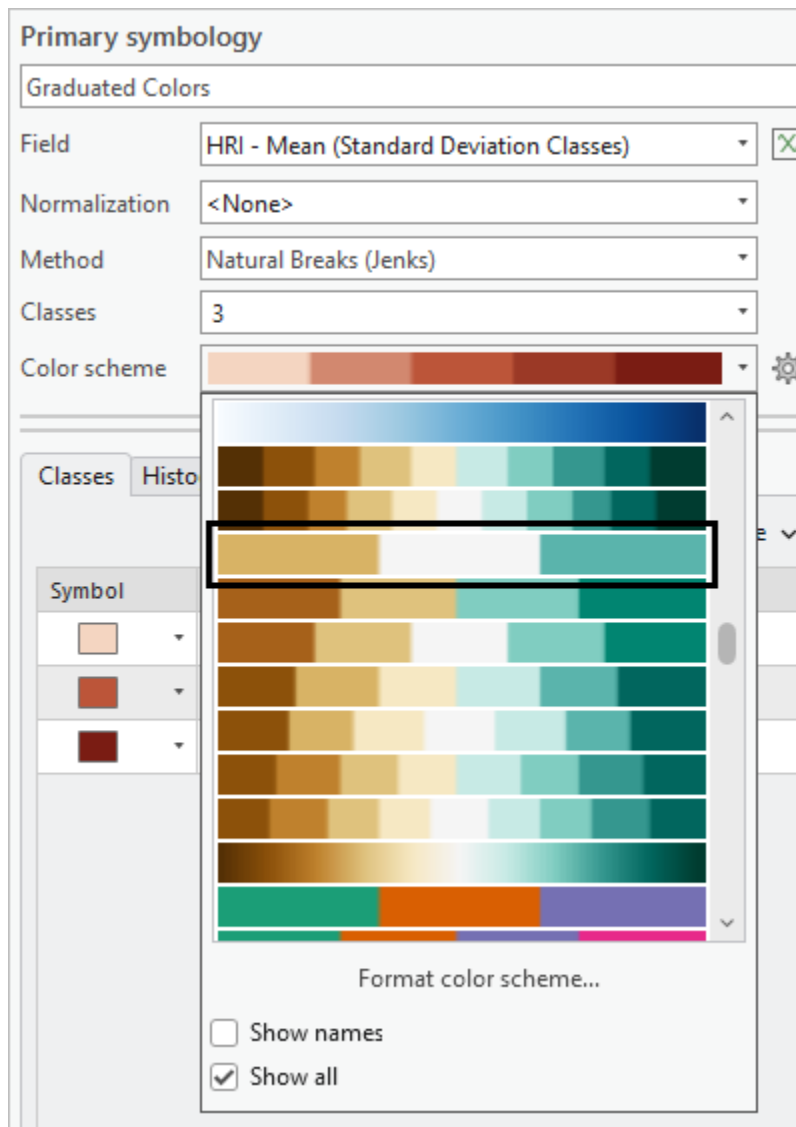 Primary symbology
Graduated Colors
Field HRI - Mean (Standard Deviation Classes)
Normalization <None>
Method Natural Breaks (Jenks)
Classes 3
Color scheme
Classes Histo
e
Symbol
Format color scheme...
Show names
Show all